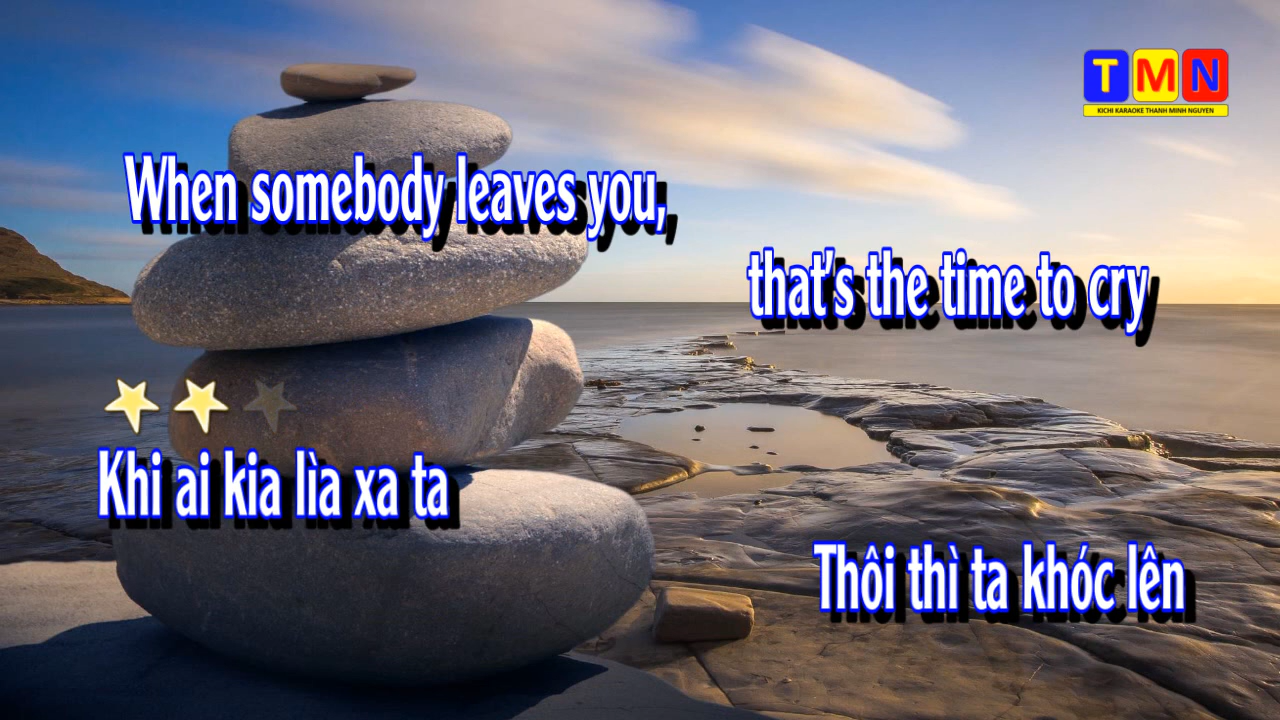 TMN
KICHI KARAOKE THANH MINH NGUYEN
When somebody leaves you,
that's the time to cry
Khi ai kia lìa xa ta
Thôi thì ta khóc lên